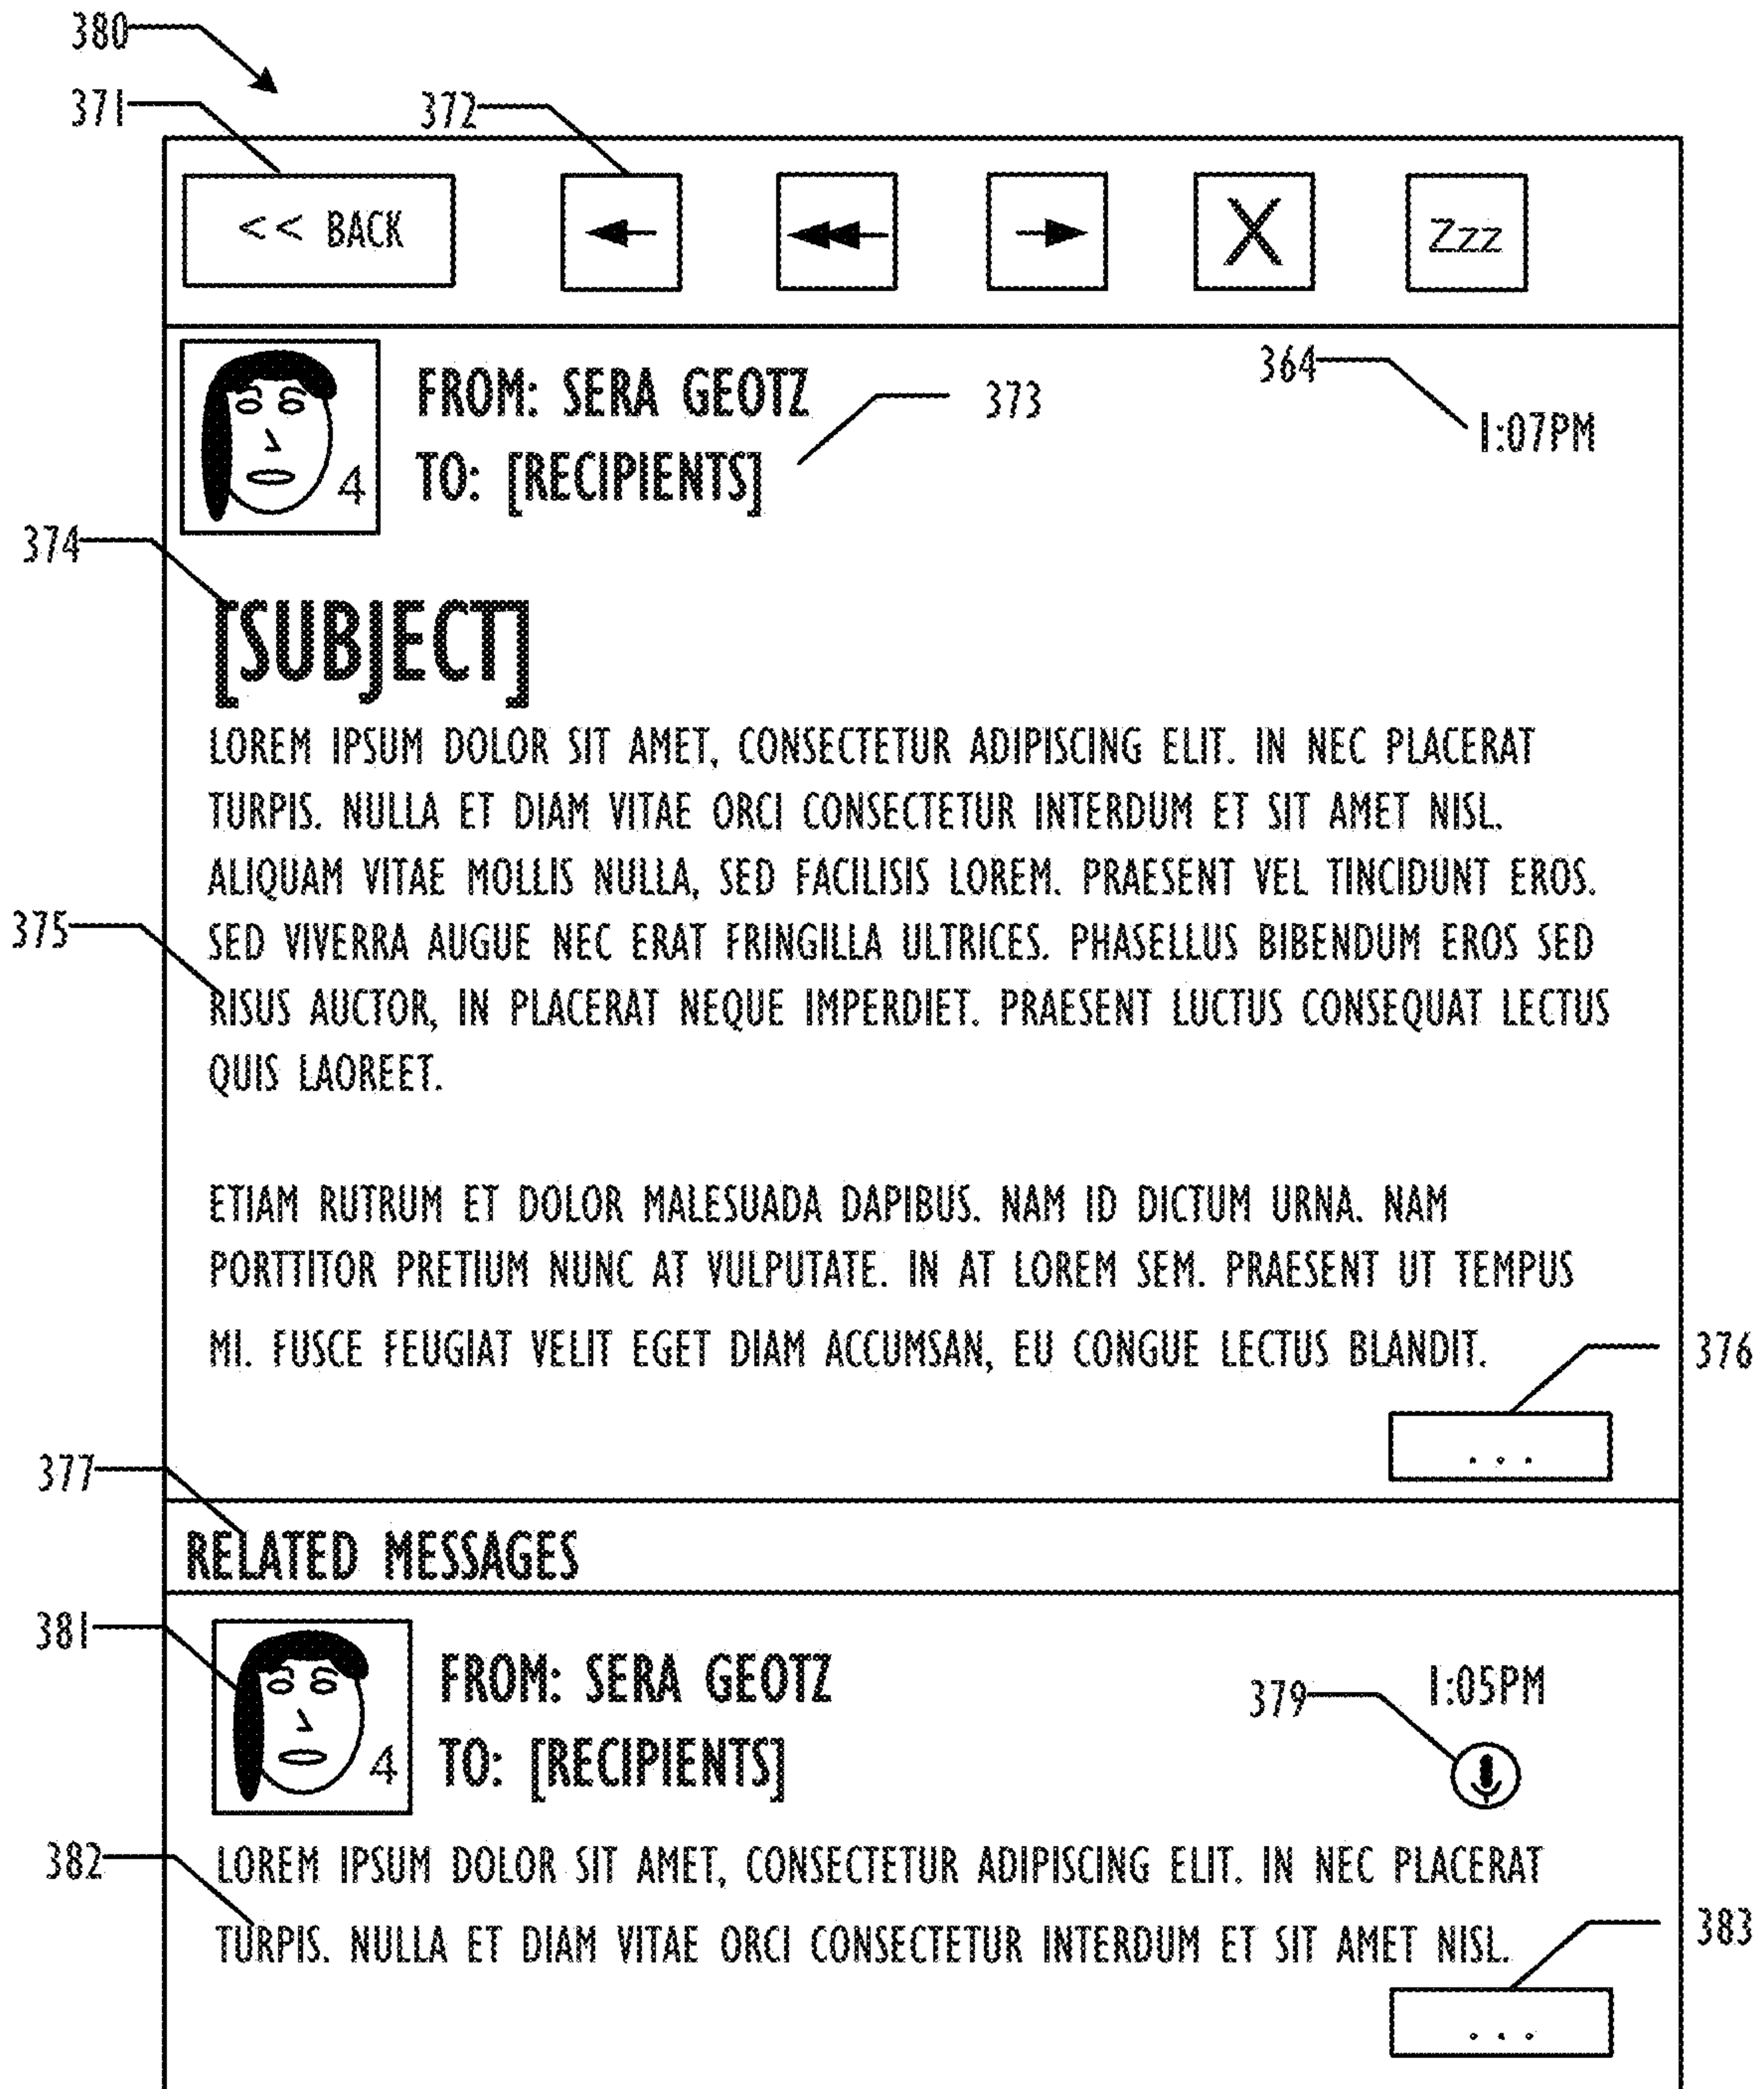 380
371
372
<< BACK
X
Zzz
FROM: SERA GEOTZ
364
373
1:07PM
TO: [RECIPIENTS]
4
374
[SUBJECT]
LOREM IPSUM DOLOR SIT AMET, CONSECTETUR ADIPISCING ELIT. IN NEC PLACERAT
TURPIS. NULLA ET DIAM VITAE ORCI CONSECTETUR INTERDUM ET SIT AMET NISL.
ALIQUAM VITAE MOLLIS NULLA, SED FACILISIS LOREM. PRAESENT VEL TINCIDUNT EROS.
375
SED VIVERRA AUGUE NEC ERAT FRINGILLA ULTRICES. PHASELLUS BIBENDUM EROS SED
RISUS AUCTOR, IN PLACERAT NEQUE IMPERDIET. PRAESENT LUCTUS CONSEQUAT LECTUS
QUIS LAOREET.
ETIAM RUTRUM ET DOLOR MALESUADA DAPIBUS. NAM ID DICTUM URNA. NAM
PORTTITOR PRETIUM NUNC AT VULPUTATE. IN AT LOREM SEM. PRAESENT UT TEMPUS
MI. FUSCE FEUGIAT VELIT EGET DIAM ACCUMSAN, EU CONGUE LECTUS BLANDIT.
376
...
377
RELATED MESSAGES
381
FROM: SERA GEOTZ
379
1:05PM
TO: [RECIPIENTS]
4
382
LOREM IPSUM DOLOR SIT AMET, CONSECTETUR ADIPISCING ELIT. IN NEC PLACERAT
TURPIS. NULLA ET DIAM VITAE ORCI CONSECTETUR INTERDUM ET SIT AMET NISL.
383
...